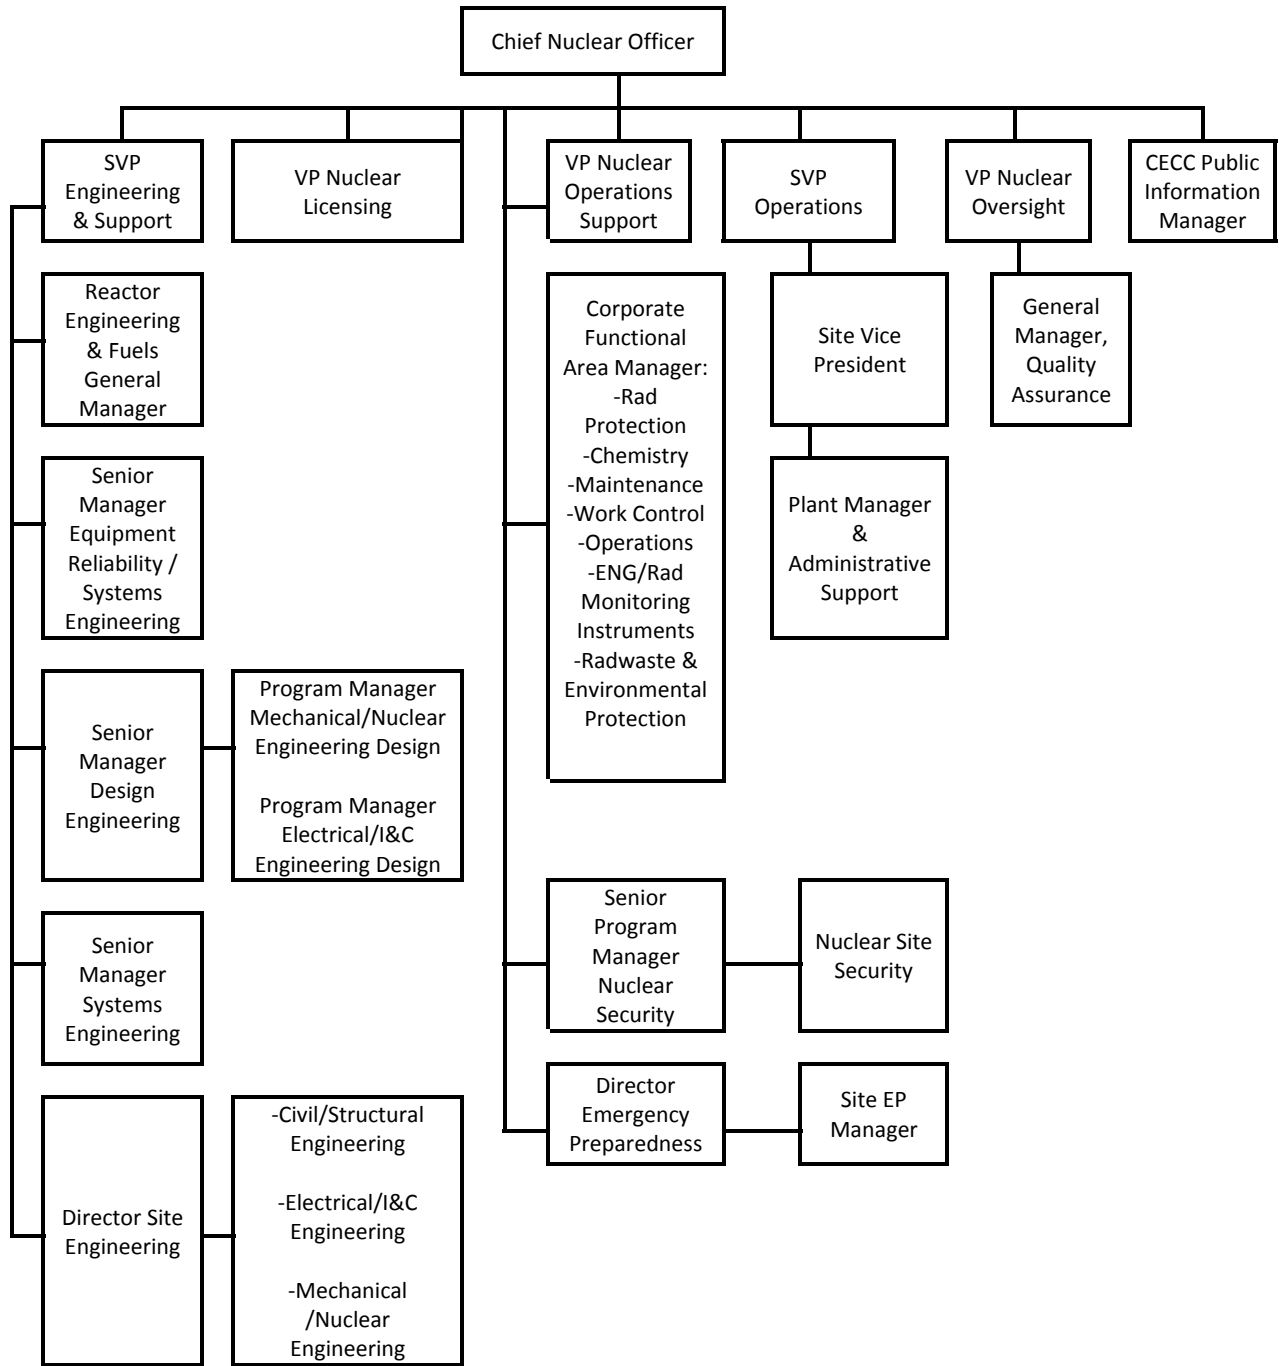 Chief Nuclear Officer
SVP
Engineering
& Support
VP Nuclear
Licensing
VP Nuclear
Operations
Support
SVP
Operations
VP Nuclear
Oversight
CECC Public
Information
Manager
Reactor
Engineering
& Fuels
General
Manager
Corporate
Functional
Area Manager:
-Rad
Protection
-Chemistry
-Maintenance
-Work Control
-Operations
-ENG/Rad
Monitoring
Instruments
-Radwaste &
Environmental
Protection
Site Vice
President
General
Manager,
Quality
Assurance
Senior
Manager
Equipment
Reliability /
Systems
Engineering
Plant Manager
&
Administrative
Support
Senior
Manager
Design
Engineering
Program Manager
Mechanical/Nuclear
Engineering Design
Program Manager
Electrical/I&C
Engineering Design
Senior
Manager
Systems
Engineering
Senior
Program
Manager
Nuclear
Security
Nuclear Site
Security
Director
Emergency
Preparedness
Site EP
Manager
Director Site
Engineering
-Civil/Structural
Engineering
-Electrical/I&C
Engineering
-Mechanical
/Nuclear
Engineering